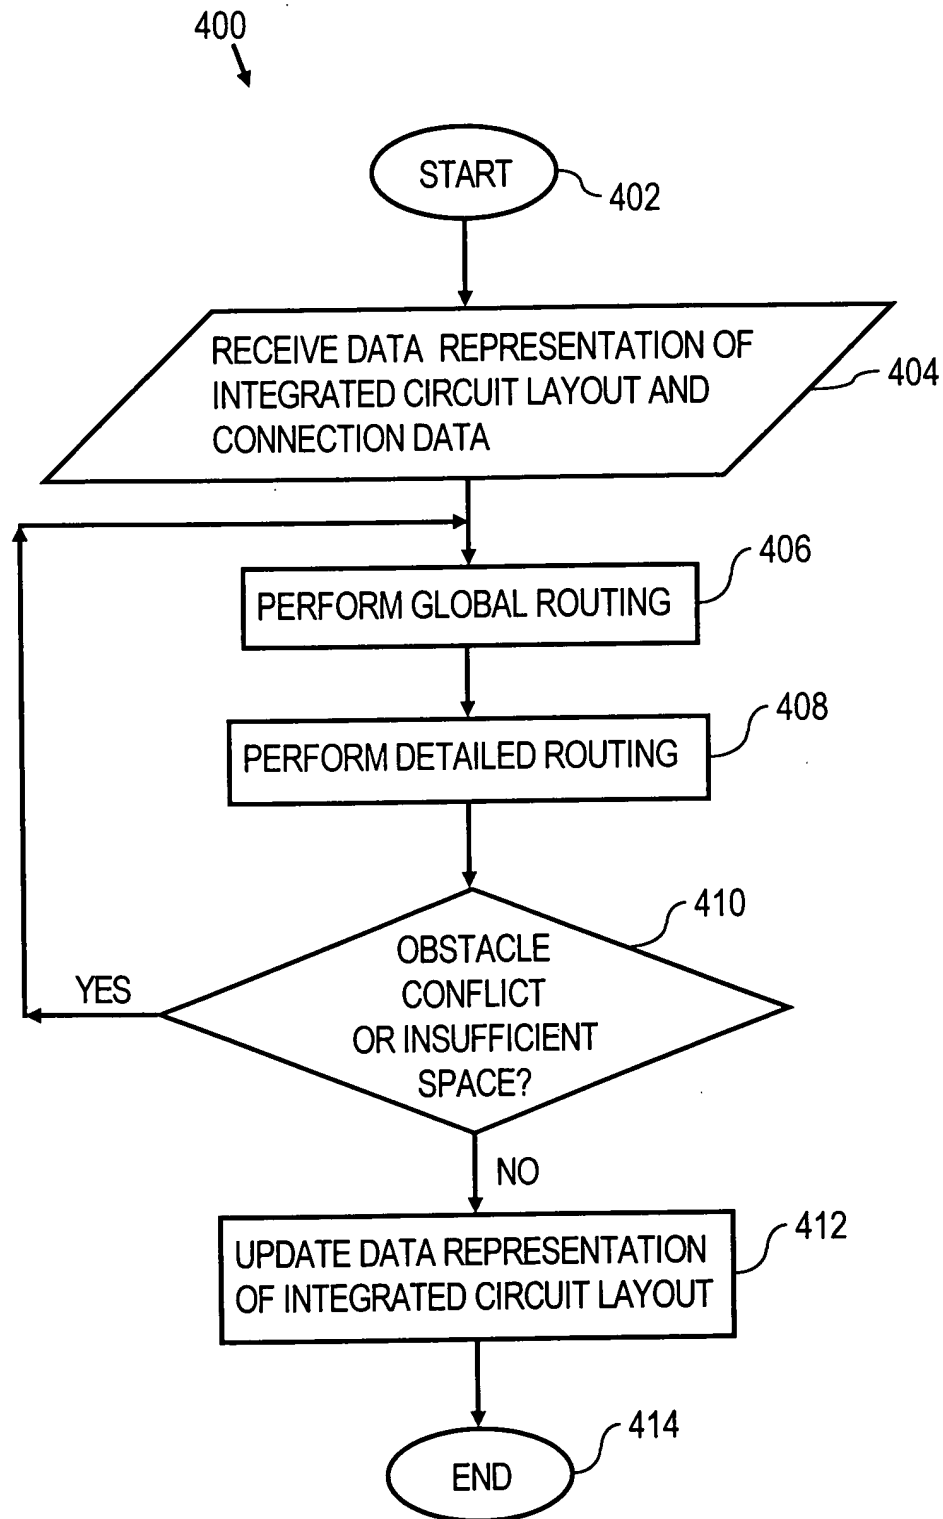 400
START
402
RECEIVE DATA REPRESENTATION OF
INTEGRATED CIRCUIT LAYOUT AND
CONNECTION DATA
404
406
PERFORM GLOBAL ROUTING
408
PERFORM DETAILED ROUTING
410
OBSTACLE
CONFLICT
OR INSUFFICIENT
SPACE?
YES
NO
412
UPDATE DATA REPRESENTATION
OF INTEGRATED CIRCUIT LAYOUT
414
END